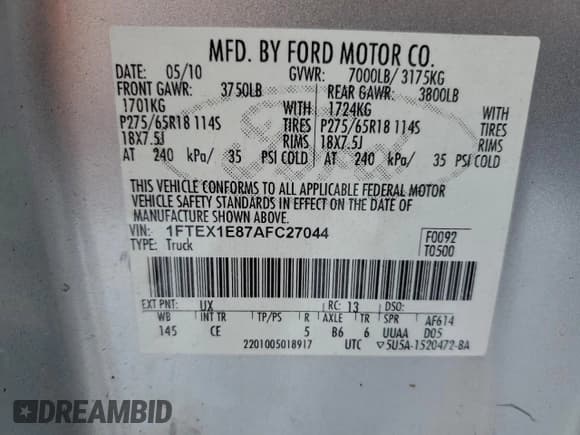 MFD. BY FORD MOTOR CO.
DATE: 05/10 GVWR: 7000LB/ 3175KG
FRONT GAWR: 3750LB REAR GAWR: 3800LB
1701KG WITH 1724KG WITH
P275/65R18 114S TIRES P275/65R18 114S TIRES
18X7.5J RIMS 18X7.5J RIMS
AT 240 kPa/ 35 PSI COLD AT 240 kPa/ 35 PSI COLD
THIS VEHICLE CONFORMS TO ALL APPLICABLE FEDERAL MOTOR
VEHICLE SAFETY STANDARDS IN EFFECT ON THE DATE OF
MANUFACTURE SHOWN ABOVE.
VIN: 1FTEX1E87AFC27044
TYPE: Truck
F0092
T0500
EXT PNT: UX RC: 13 DSO:
WB INT TR TP/PS R AXLE TR SPR AF614
145 CE 5 B6 6 UUAA D05
2201005018917 UTC ▽5U5A-1520472-BA
Ford
DREAMBID